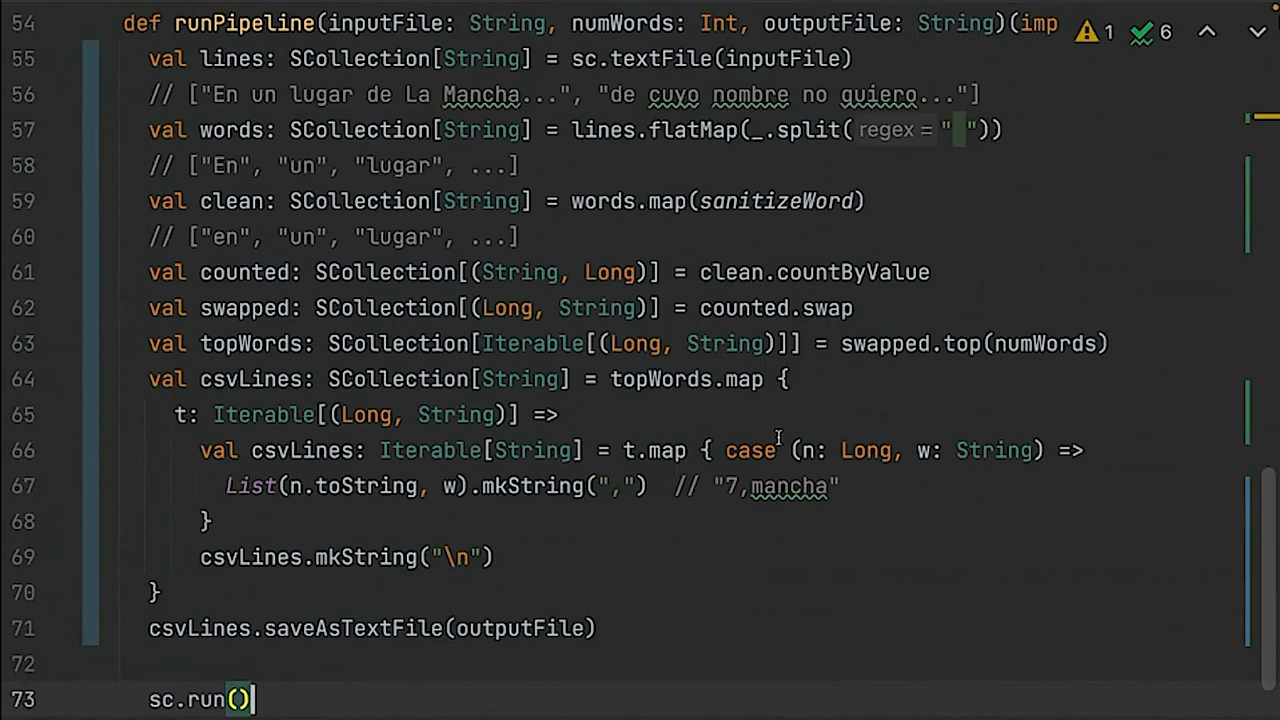 54 def runPipeline(inputFile: String, numWords: Int, outputFile: String)(imp 1 6
55 val lines: SCollection[String] = sc.textFile(inputFile)
56 // ["En un lugar de La Mancha...", "de cuyo nombre no quiero..."]
57 val words: SCollection[String] = lines.flatMap(_.split( regex = " "))
58 // ["En", "un", "lugar", ...]
59 val clean: SCollection[String] = words.map(sanitizeWord)
60 // ["en", "un", "lugar", ...]
61 val counted: SCollection[(String, Long)] = clean.countByValue
62 val swapped: SCollection[(Long, String)] = counted.swap
63 val topWords: SCollection[Iterable[(Long, String)]] = swapped.top(numWords)
64 val csvLines: SCollection[String] = topWords.map {
65 t: Iterable[(Long, String)] =>
66 val csvLines: Iterable[String] = t.map { case (n: Long, w: String) =>
67 List(n.toString, w).mkString(",") // "7,mancha"
68 }
69 csvLines.mkString("\n")
70 }
71 csvLines.saveAsTextFile(outputFile)
72
73 sc.run()